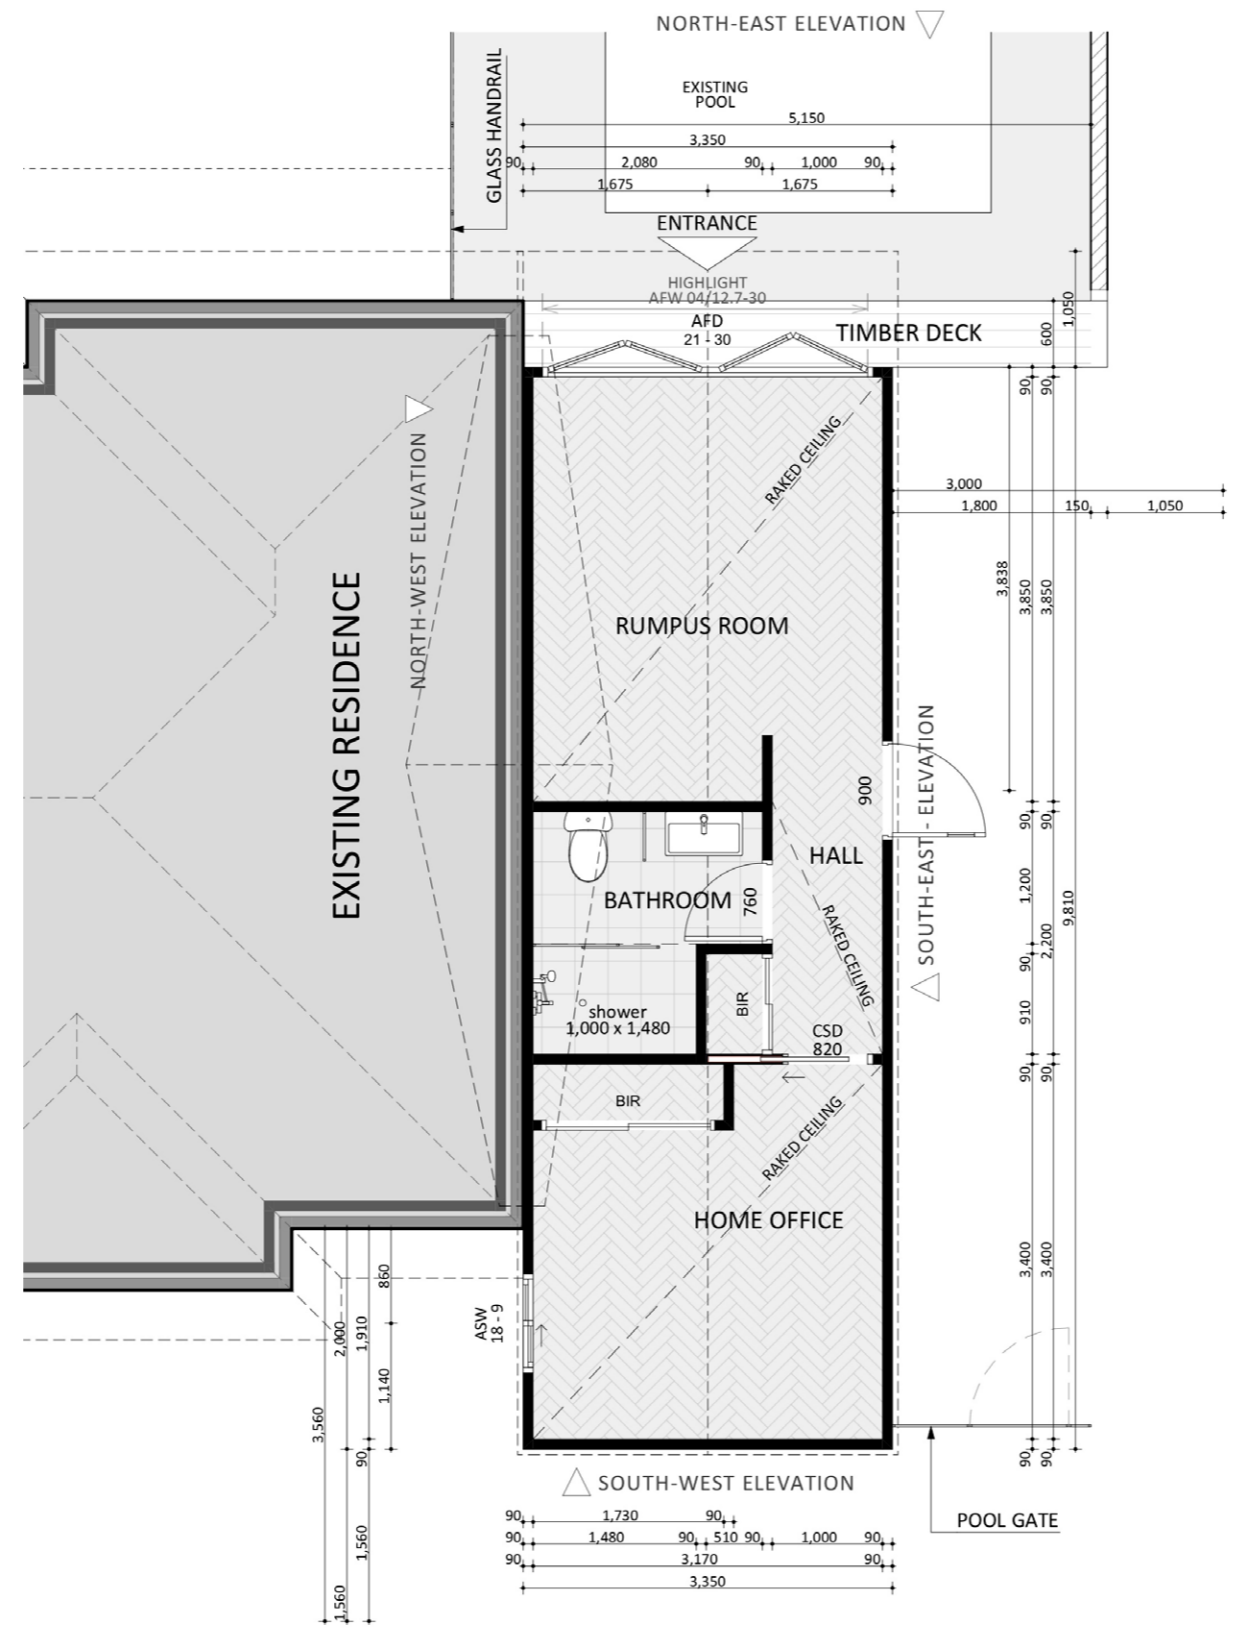 NORTH-EAST ELEVATION
GLASS HANDRAIL
EXISTING
POOL
5,150
3,350
90
2,080
90
1,000
90
1,675
1,675
ENTRANCE
HIGHLIGHT
AFW 04/12.7-30
AFD
21 - 30
TIMBER DECK
600
1,050
90
90
NORTH-WEST ELEVATION
RAKED CEILING
3,000
1,800
150
1,050
3,838
3,850
3,850
EXISTING RESIDENCE
RUMPUS ROOM
900
SOUTH-EAST - ELEVATION
90
90
HALL
BATHROOM
760
1,200
2,200
9,810
RAKED CEILING
90
910
BIR
shower
1,000 x 1,480
CSD
820
90
90
BIR
RAKED CEILING
HOME OFFICE
3,400
3,400
860
ASW
18 - 9
2,000
1,910
1,140
3,560
90
90
90
1,560
1,560
SOUTH-WEST ELEVATION
POOL GATE
90
1,730
90
90
1,480
90
510
90
1,000
90
90
3,170
90
3,350